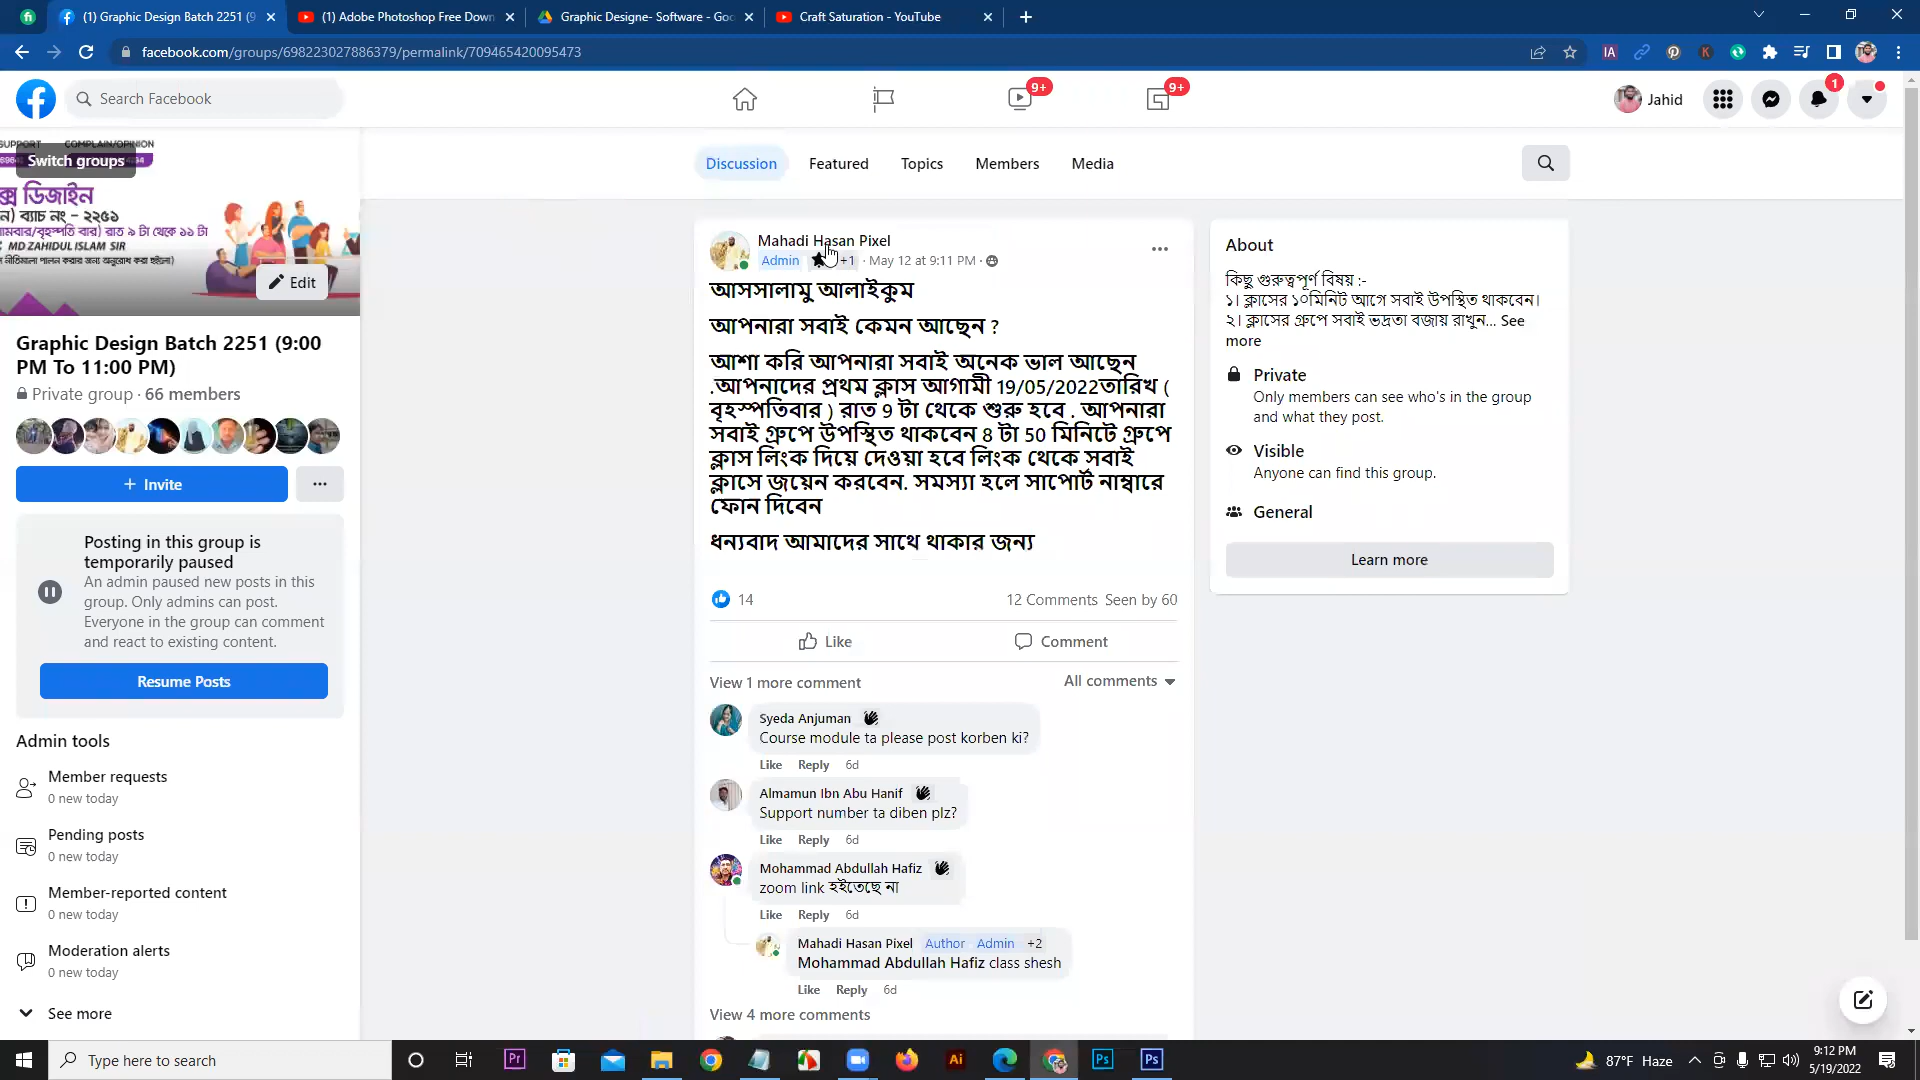 (1) Graphic Design Batch 2251 (9
(1) Adobe Photoshop Free Down
Graphic Designe- Software - Goo
Craft Saturation - YouTube
facebook.com/groups/698223027886379/permalink/709465420095473
Search Facebook
9+
9+
Jahid
1
SUPPORT COMPLAIN/OPINION
Switch groups
ক্স ডিজাইন
ন) ব্যাচ নং - ২২৫১
MD ZAHIDUL ISLAM SIR
Edit
Graphic Design Batch 2251 (9:00
PM To 11:00 PM)
Private group · 66 members
Invite
Posting in this group is
temporarily paused
An admin paused new posts in this
group. Only admins can post.
Everyone in the group can comment
and react to existing content.
Resume Posts
Admin tools
Member requests
0 new today
Pending posts
0 new today
Member-reported content
0 new today
Moderation alerts
0 new today
See more
Discussion
Featured
Topics
Members
Media
Mahadi Hasan Pixel
Admin +1 · May 12 at 9:11 PM ·
আসসালামু আলাইকুম
আপনারা সবাই কেমন আছেন ?
আশা করি আপনারা সবাই অনেক ভাল আছেন
.আপনাদের প্রথম ক্লাস আগামী 19/05/2022তারিখ (
বৃহস্পতিবার ) রাত 9 টা থেকে শুরু হবে . আপনারা
সবাই গ্রুপে উপস্থিত থাকবেন 8 টা 50 মিনিটে গ্রুপে
ক্লাস লিংক দিয়ে দেওয়া হবে লিংক থেকে সবাই
ক্লাসে জয়েন করবেন. সমস্যা হলে সাপোর্ট নাম্বারে
ফোন দিবেন
ধন্যবাদ আমাদের সাথে থাকার জন্য
14
12 Comments Seen by 60
Like
Comment
View 1 more comment
All comments
Syeda Anjuman
Course module ta please post korben ki?
Like Reply 6d
Almamun Ibn Abu Hanif
Support number ta diben plz?
Like Reply 6d
Mohammad Abdullah Hafiz
zoom link হইতেছে না
Like Reply 6d
Mahadi Hasan Pixel Author Admin +2
Mohammad Abdullah Hafiz class shesh
Like Reply 6d
View 4 more comments
About
কিছু গুরুত্বপূর্ণ বিষয় :-
১। ক্লাসের ১০মিনিট আগে সবাই উপস্থিত থাকবেন।
২। ক্লাসের গ্রুপে সবাই ভদ্রতা বজায় রাখুন... See
more
Private
Only members can see who's in the group
and what they post.
Visible
Anyone can find this group.
General
Learn more
Type here to search
87°F Haze
9:12 PM
5/19/2022